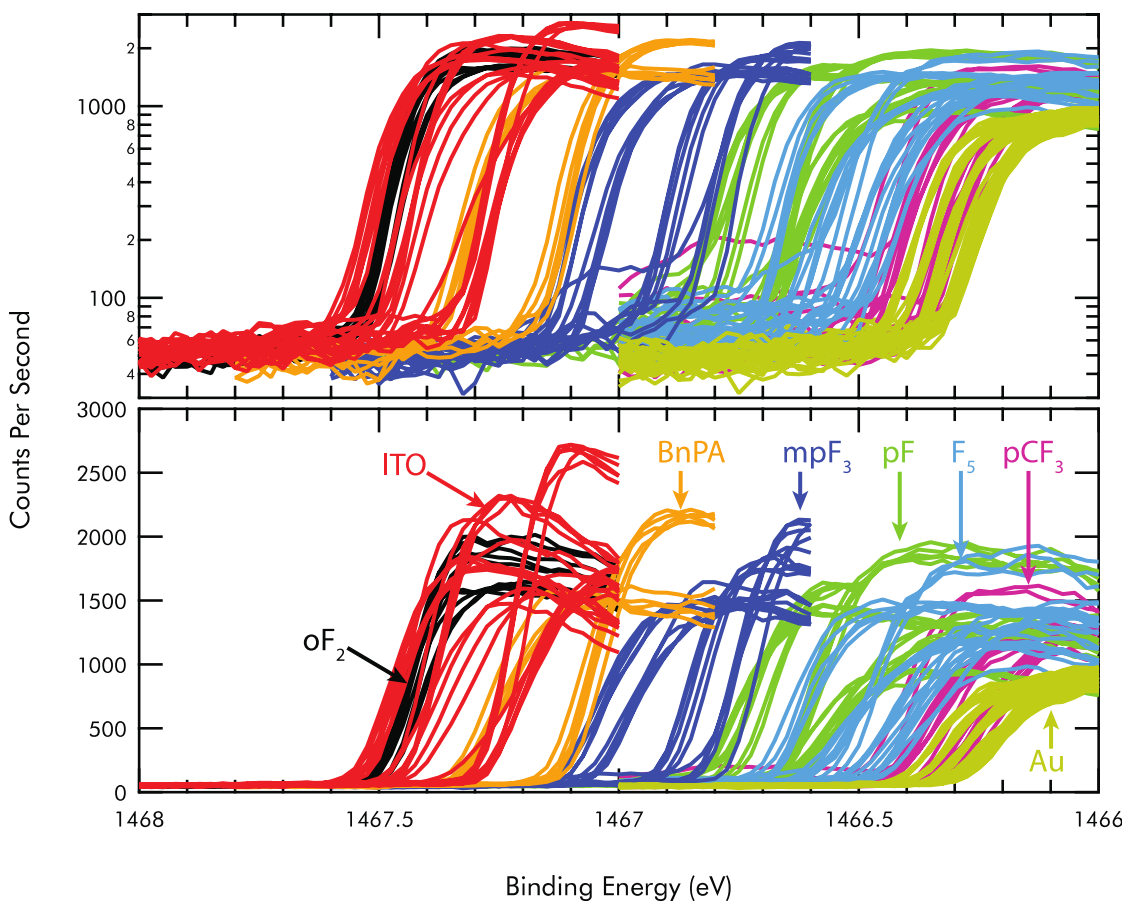 2
1000
8
6
4
2
100
8
6
4
Counts Per Second
3000
2500
2000
1500
1000
500
0
ITO
BnPA
mpF₃
pF
F₅
pCF₃
oF₂
Au
1468
1467.5
1467
1466.5
1466
Binding Energy (eV)